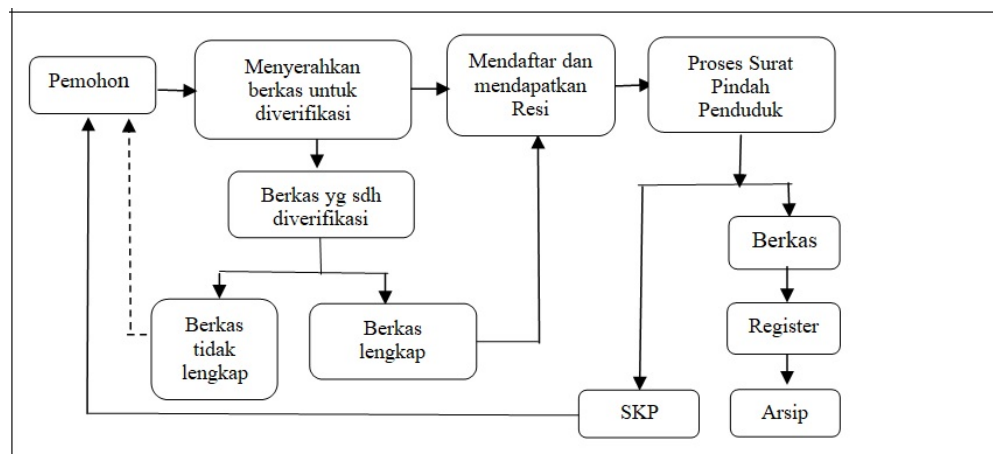 Pemohon
Menyerahkan
berkas untuk
diverifikasi
Mendaftar dan
mendapatkan
Resi
Proses Surat
Pindah
Penduduk
Berkas yg sdh
diverifikasi
Berkas
tidak
lengkap
Berkas
lengkap
Berkas
Register
SKP
Arsip